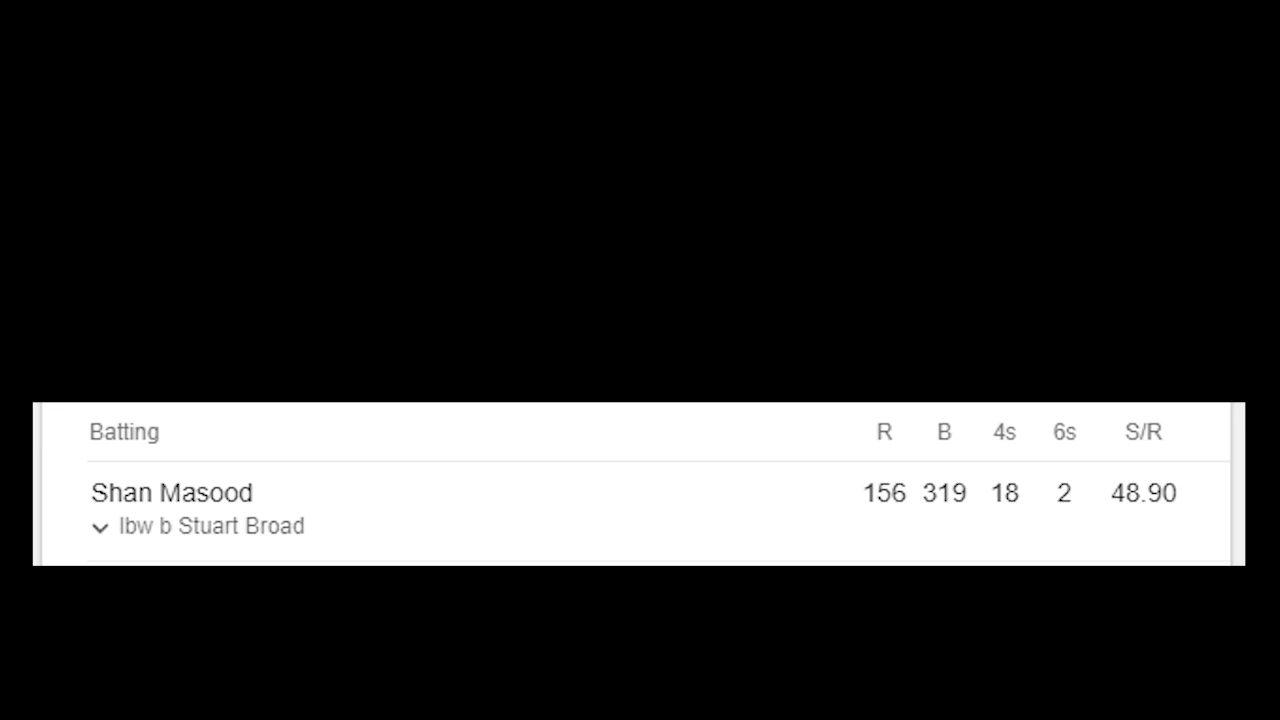 Batting R B 4s 6s S/R
Shan Masood 156 319 18 2 48.90
lbw b Stuart Broad